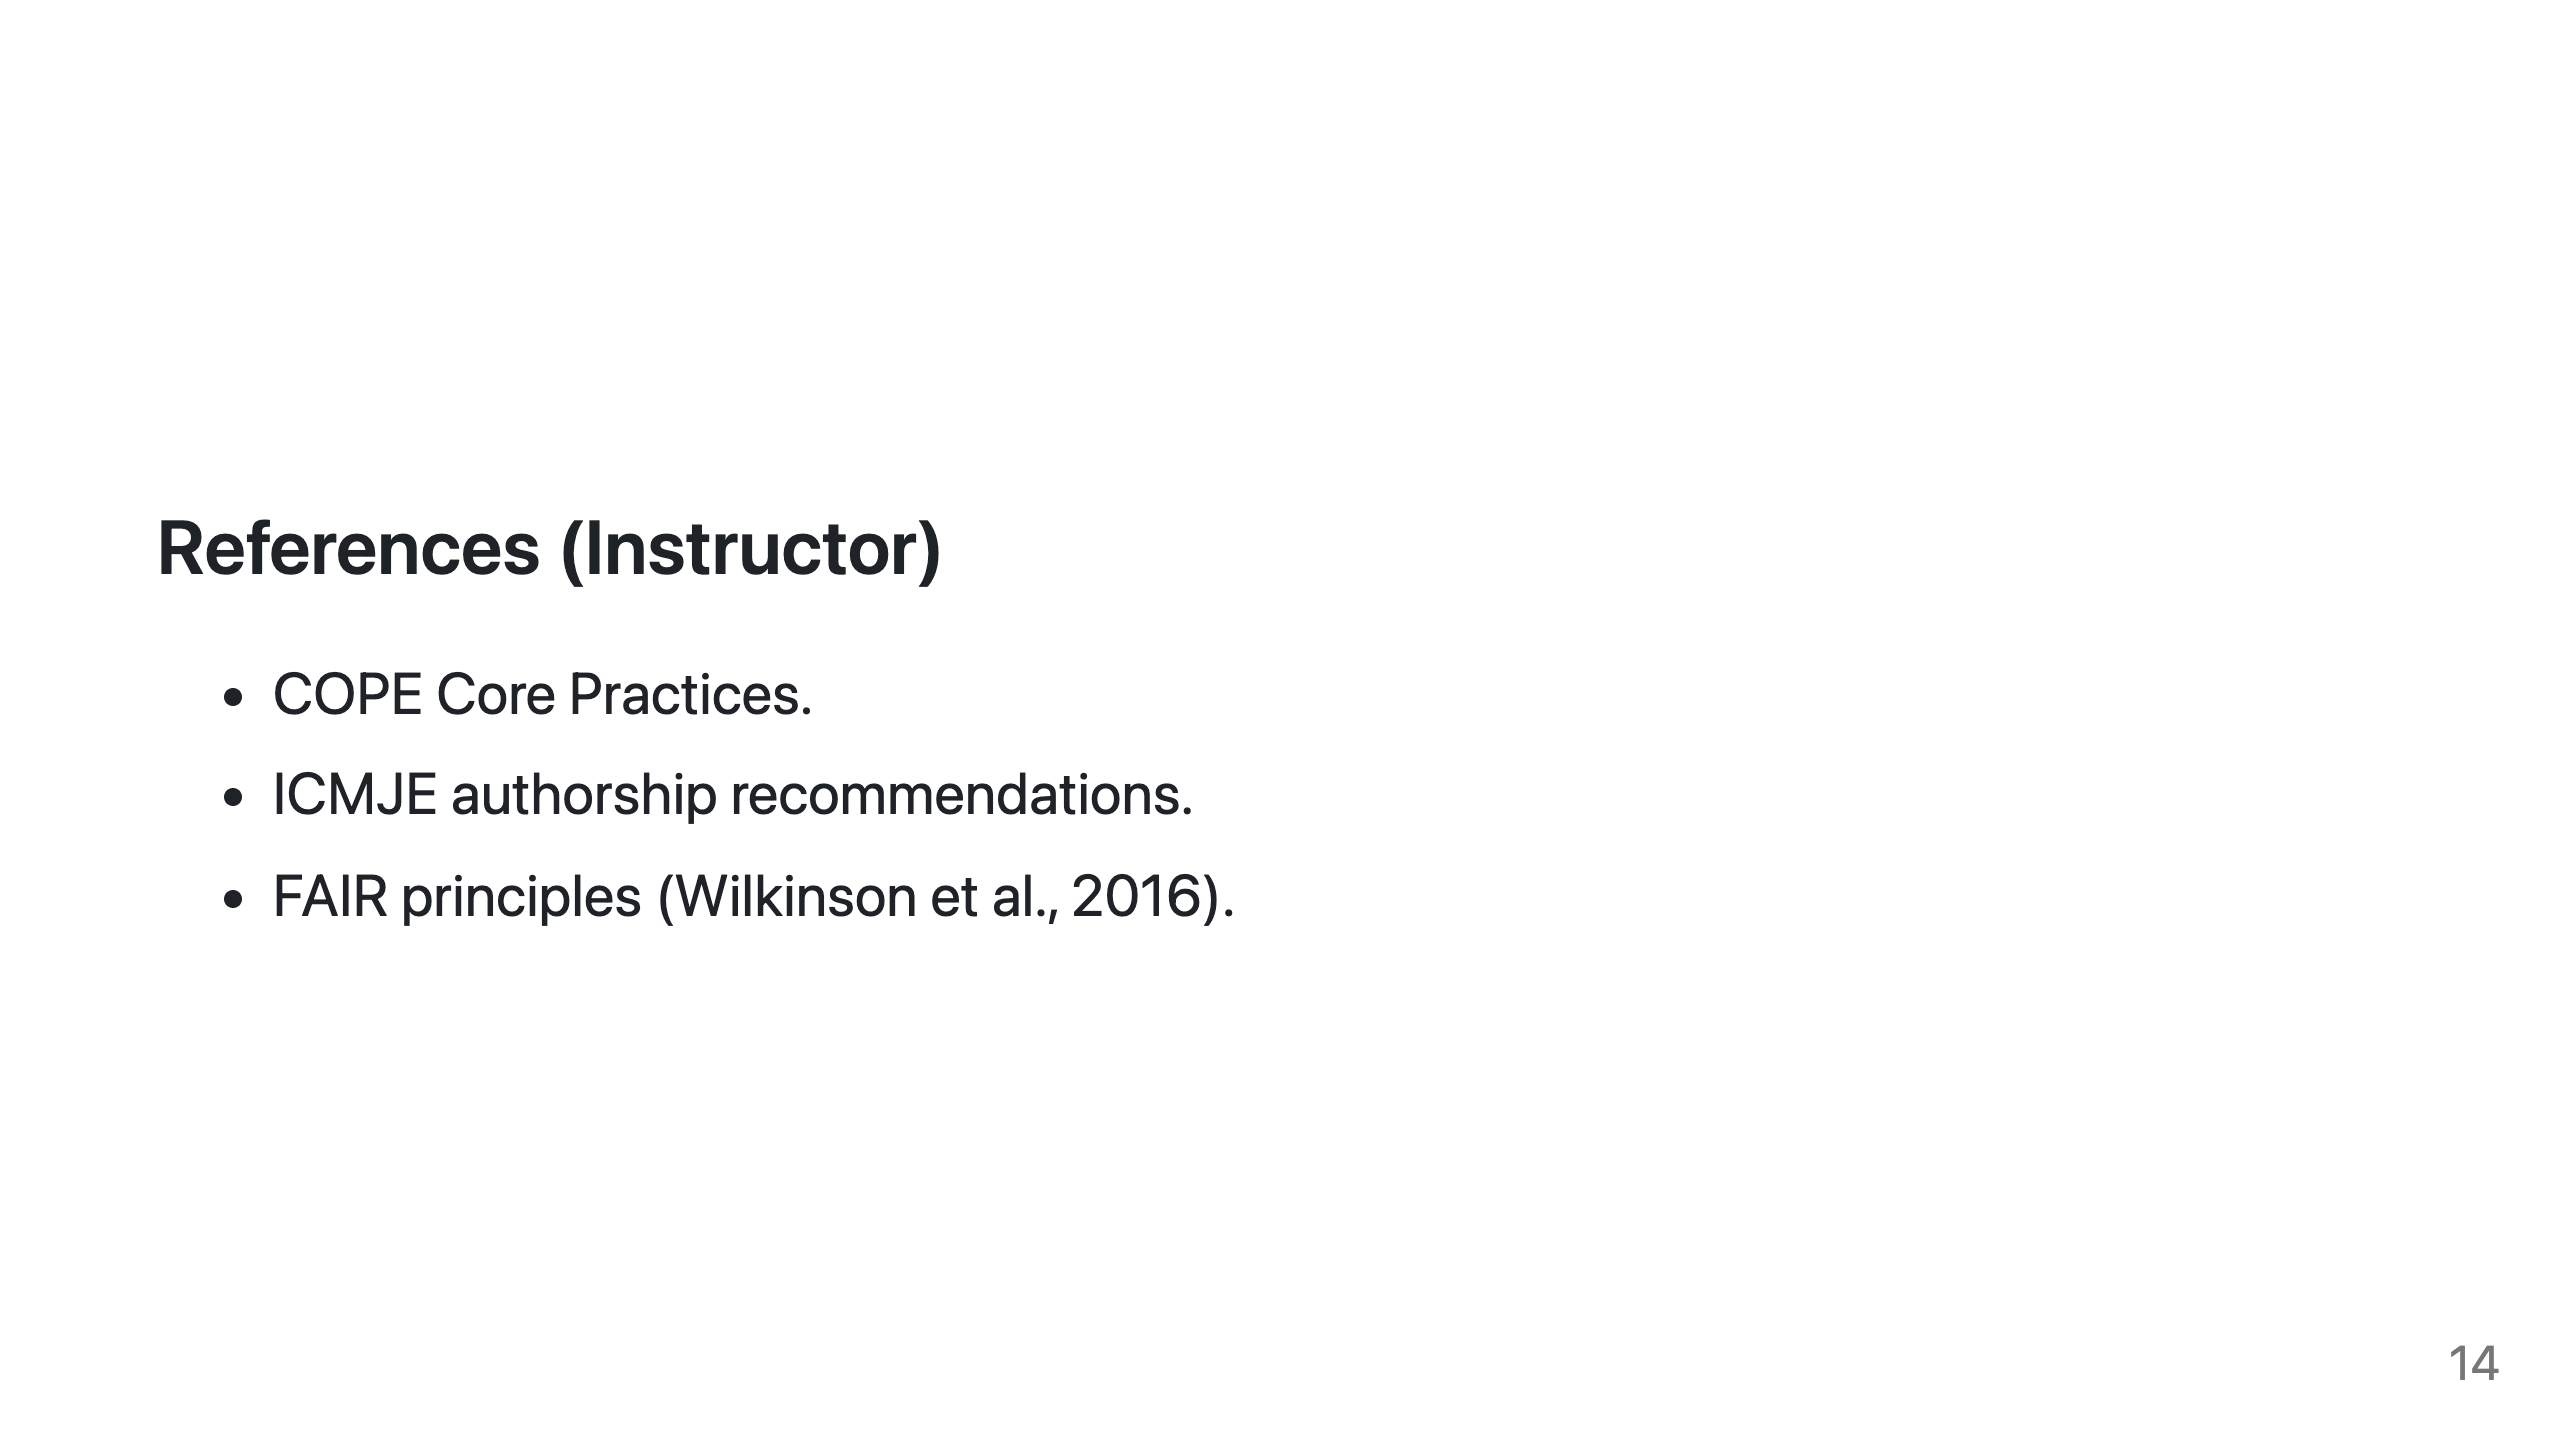 References (Instructor)
• COPE Core Practices.
• ICMJE authorship recommendations.
• FAIR principles (Wilkinson et al., 2016).
14